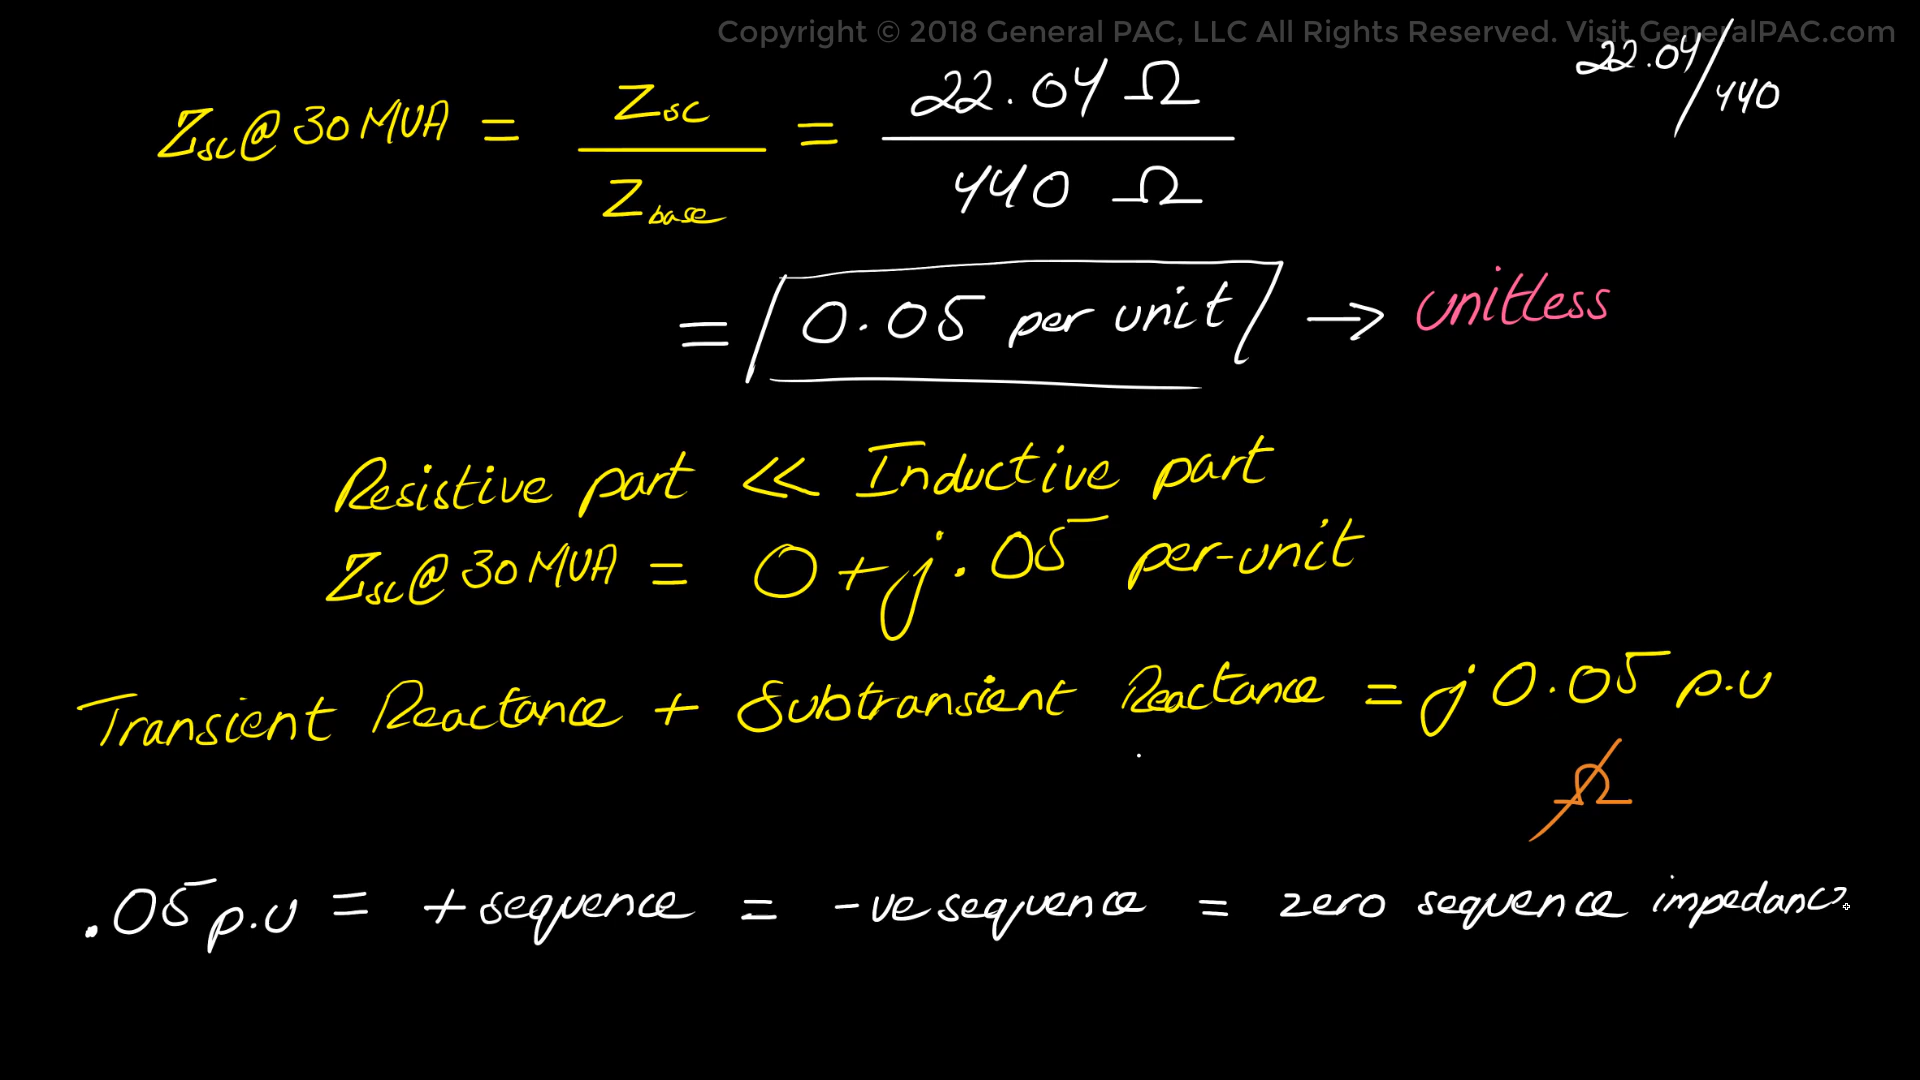 Copyright © 2018 General PAC, LLC All Rights Reserved. Visit GeneralPAC.com
22.04/440
Zsc@30MVA = Zsc / Zbase = 22.04 Ω / 440 Ω
= 0.05 per unit → unitless
Resistive part << Inductive part
Zsc@30MVA = 0+j.05 per-unit
Transient Reactance + Subtransient Reactance = j0.05 p.u
Ω
.05 p.u = +sequence = -ve sequence = zero sequence impedance